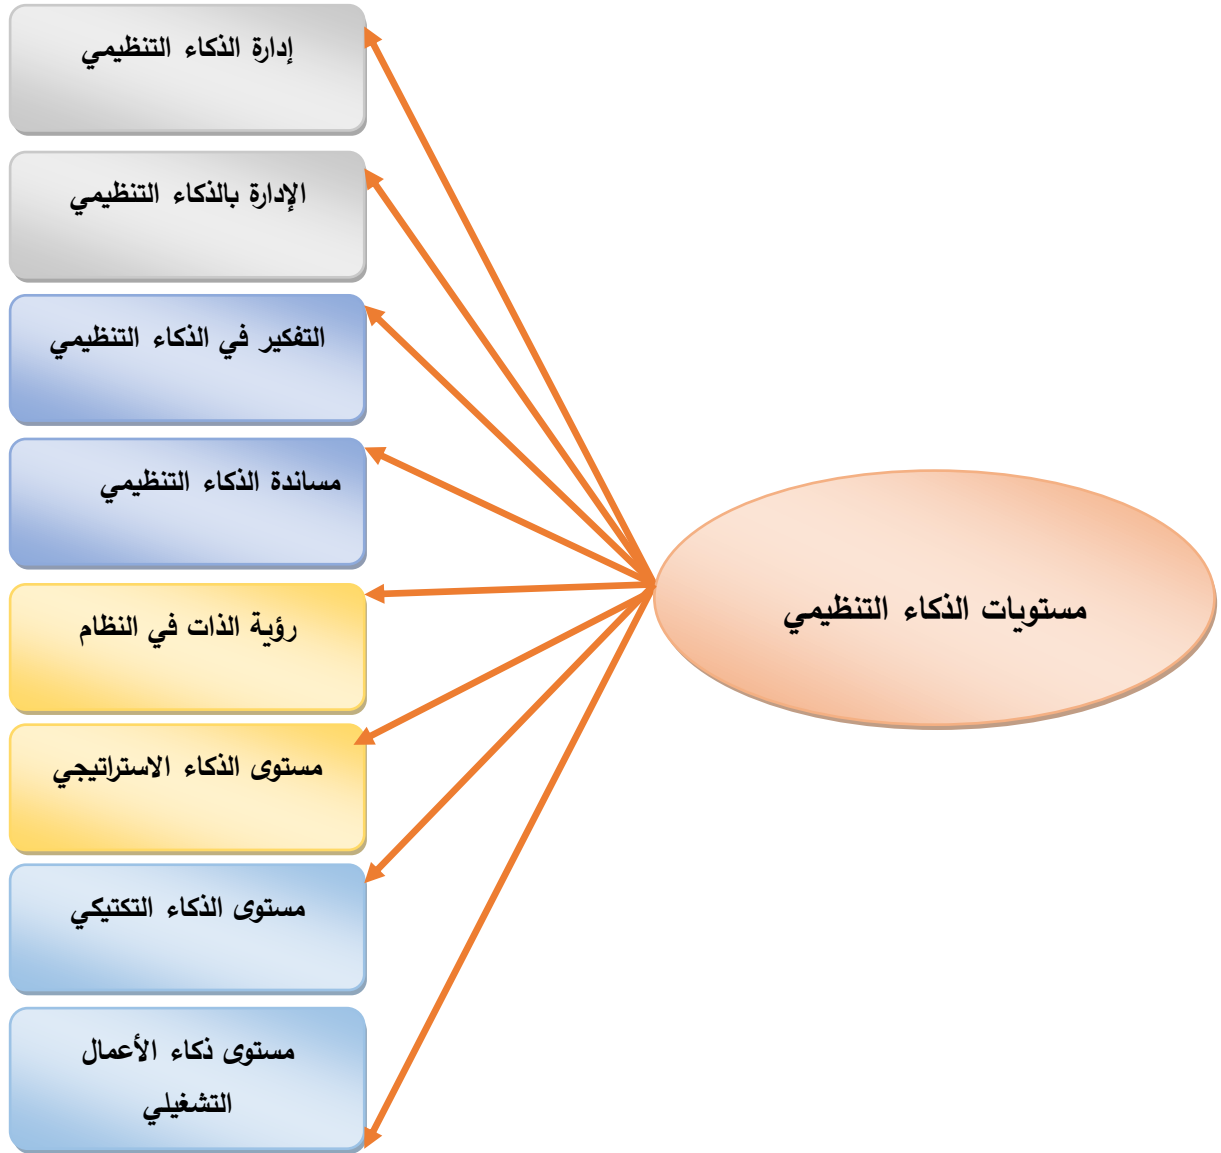 إدارة الذكاء التنظيمي
الإدارة بالذكاء التنظيمي
التفكير في الذكاء التنظيمي
مساندة الذكاء التنظيمي
رؤية الذات في النظام
مستوى الذكاء الاستراتيجي
مستوى الذكاء التكتيكي
مستوى ذكاء الأعمال
التشغيلي
مستويات الذكاء التنظيمي